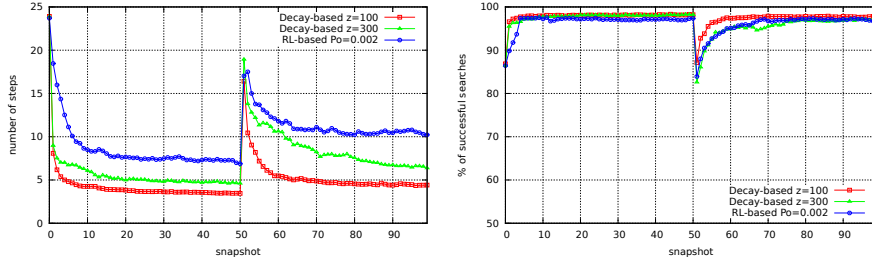 25
20
15
10
5
0
number of steps
0 10 20 30 40 50 60 70 80 90
snapshot
Decay-based z=100
Decay-based z=300
RL-based Po=0.002
100
90
80
70
60
50
% of successful searches
0 10 20 30 40 50 60 70 80 90
snapshot
Decay-based z=100
Decay-based z=300
RL-based Po=0.002